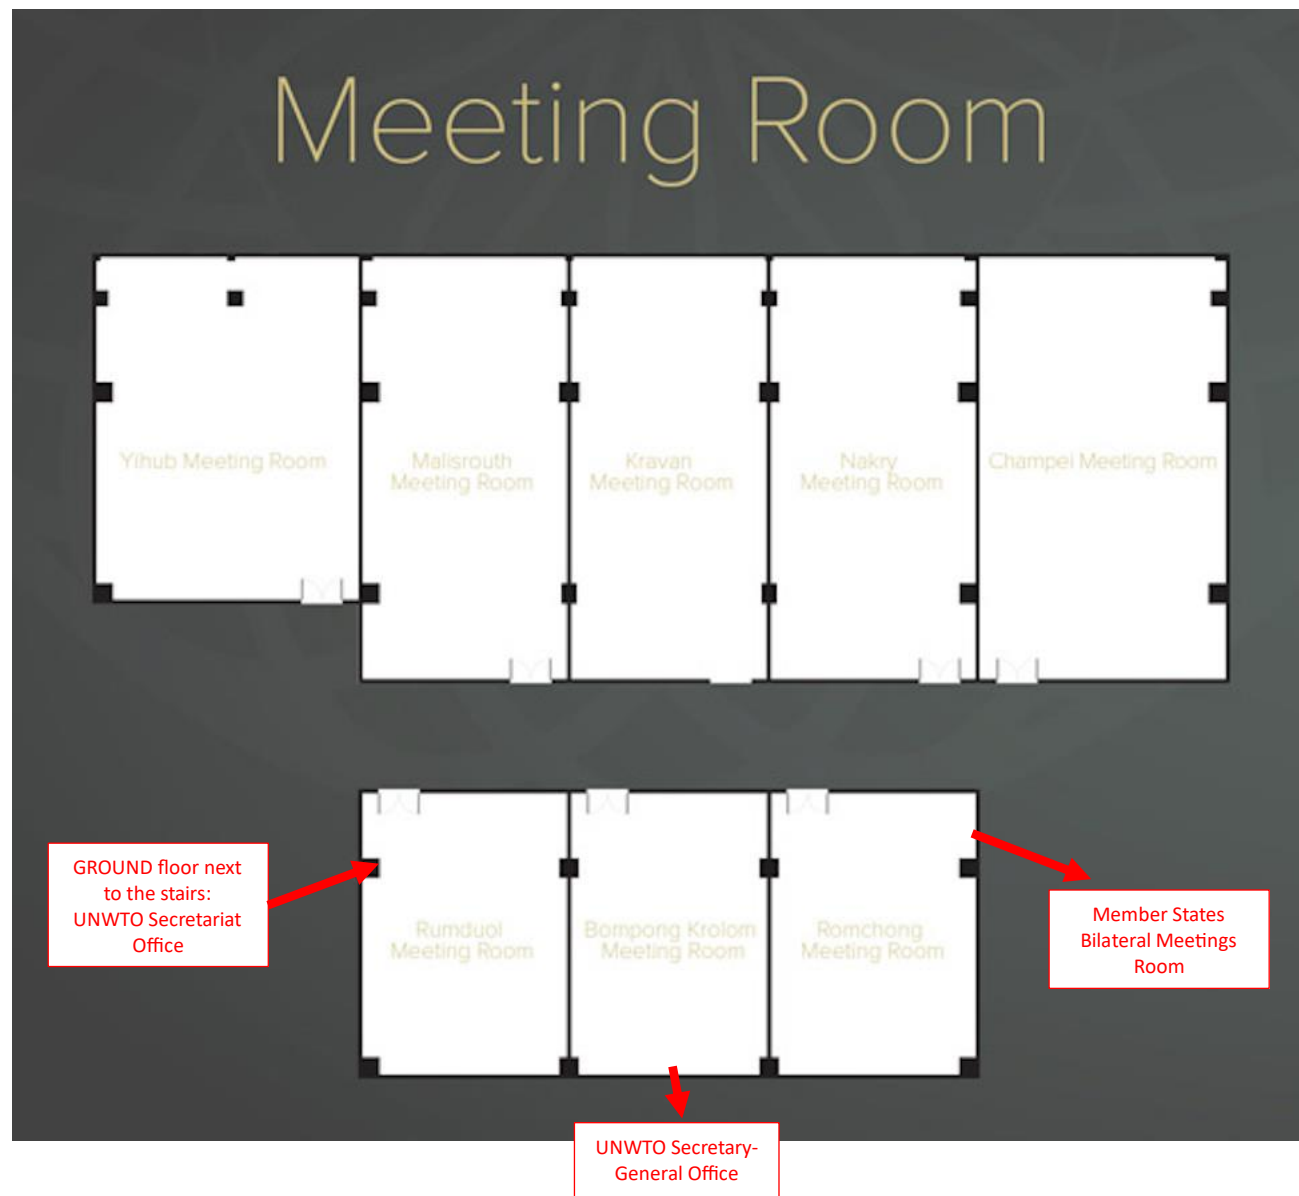 Meeting Room
Yihub Meeting Room
Malisrouth
Meeting Room
Kravan
Meeting Room
Nakry
Meeting Room
Champei Meeting Room
GROUND floor next
to the stairs:
UNWTO Secretariat
Office
Rumduol
Meeting Room
Bompong Krolom
Meeting Room
Romchong
Meeting Room
Member States
Bilateral Meetings
Room
UNWTO Secretary-
General Office